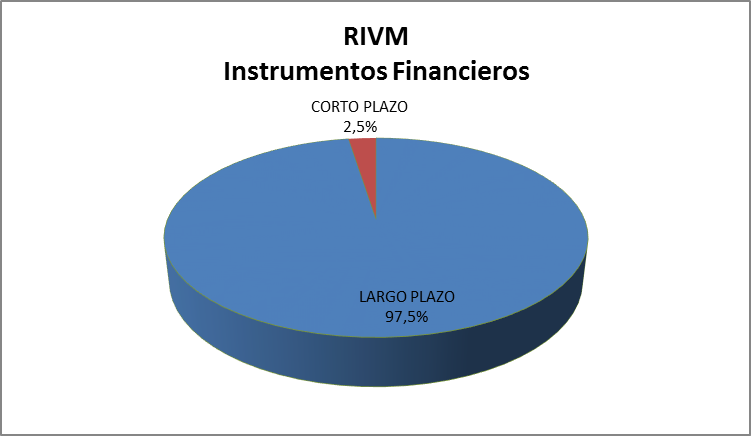 RIVM
Instrumentos Financieros
CORTO PLAZO
2,5%
LARGO PLAZO
97,5%